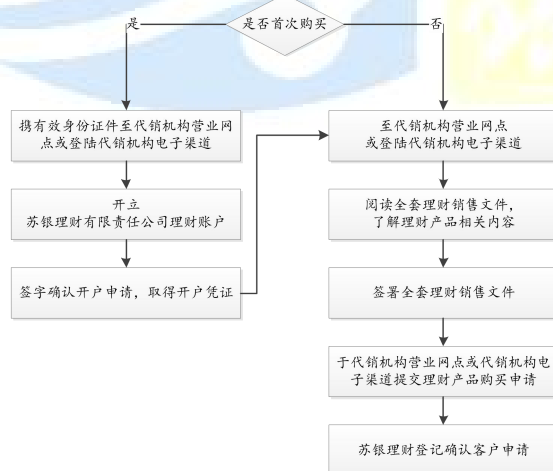 是否首次购买
是
否
携有效身份证件至代销机构营业网
点或登陆代销机构电子渠道
开立
苏银理财有限责任公司理财账户
签字确认开户申请，取得开户凭证
至代销机构营业网点
或登陆代销机构电子渠道
阅读全套理财销售文件，
了解理财产品相关内容
签署全套理财销售文件
于代销机构营业网点或代销机构电
子渠道提交理财产品购买申请
苏银理财登记确认客户申请